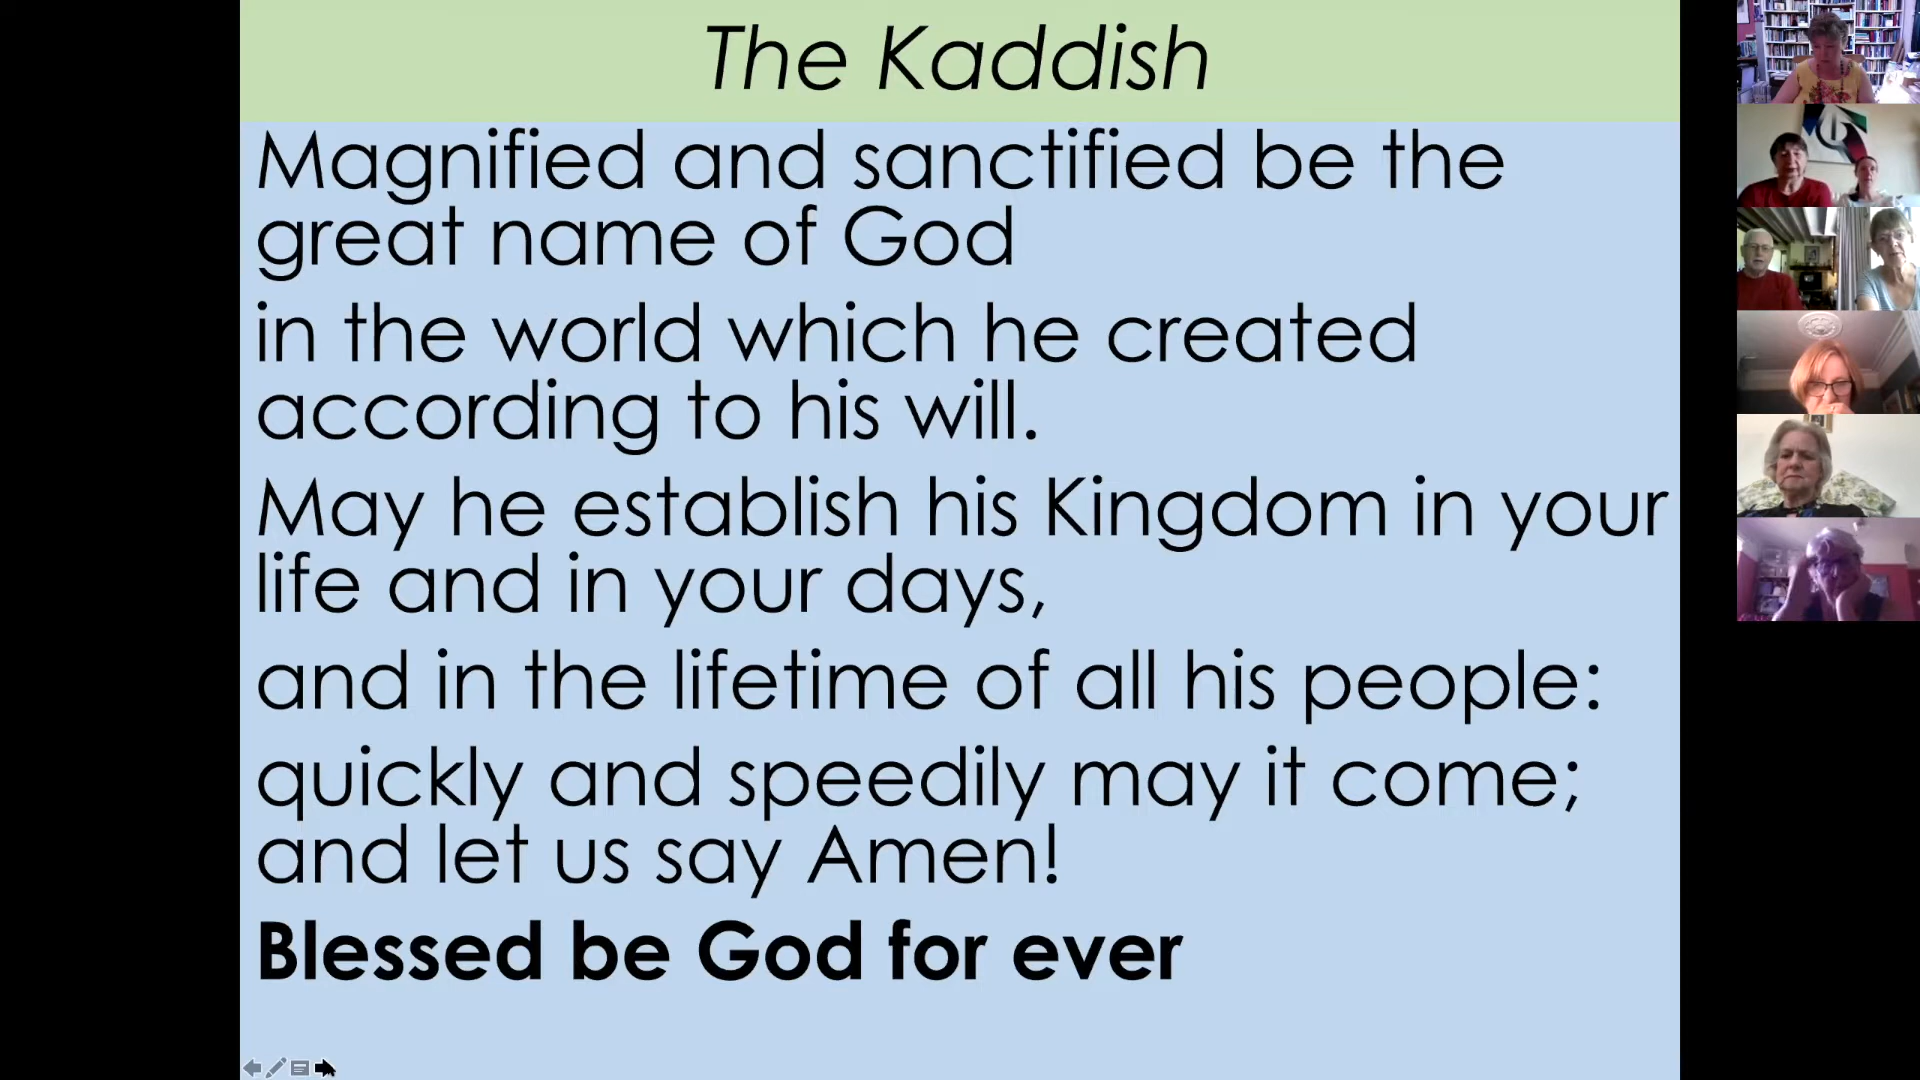 The Kaddish
Magnified and sanctified be the
great name of God
in the world which he created
according to his will.
May he establish his Kingdom in your
life and in your days,
and in the lifetime of all his people:
quickly and speedily may it come;
and let us say Amen!
Blessed be God for ever